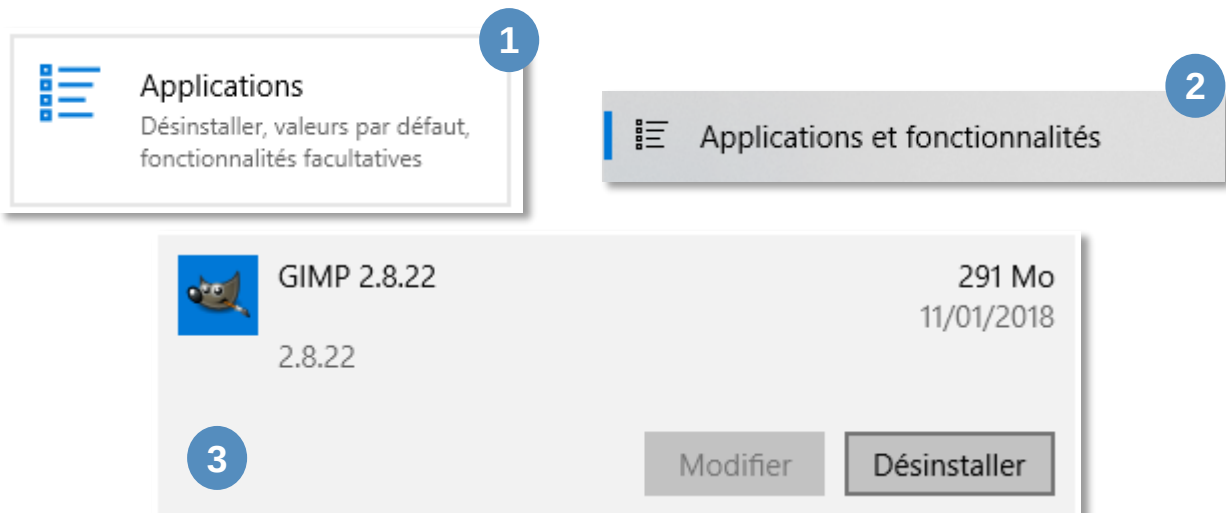 1
Applications
Désinstaller, valeurs par défaut,
fonctionnalités facultatives
2
Applications et fonctionnalités
GIMP 2.8.22
291 Mo
11/01/2018
2.8.22
3
Modifier
Désinstaller